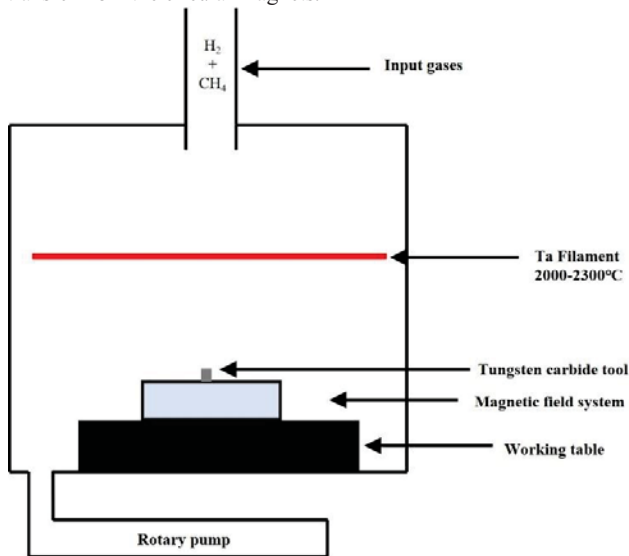 H₂
+
CH₄
Input gases
Ta Filament
2000-2300°C
Tungsten carbide tool
Magnetic field system
Working table
Rotary pump